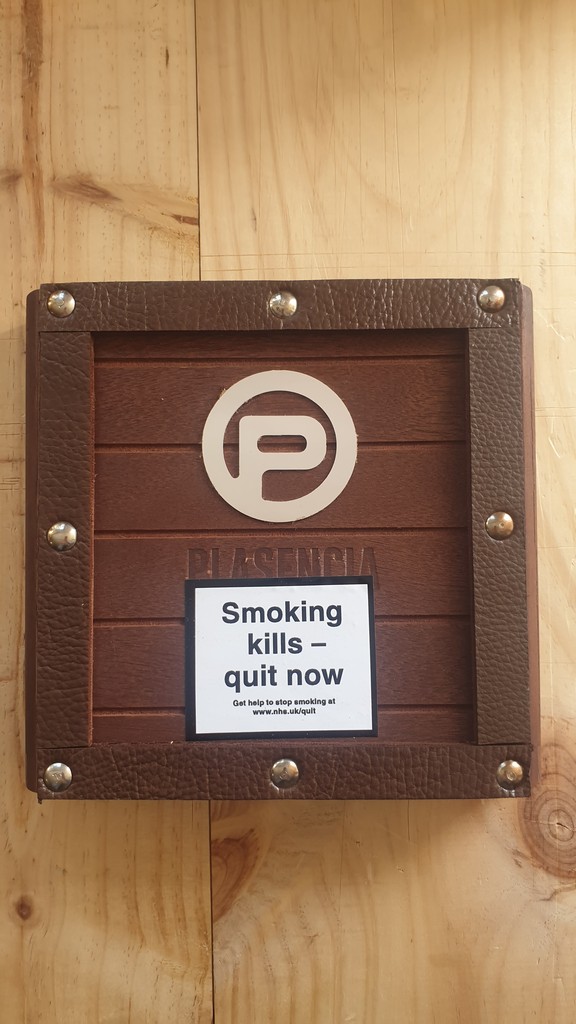 P
PLASENCIA
Smoking
kills –
quit now
Get help to stop smoking at
www.nhs.uk/quit